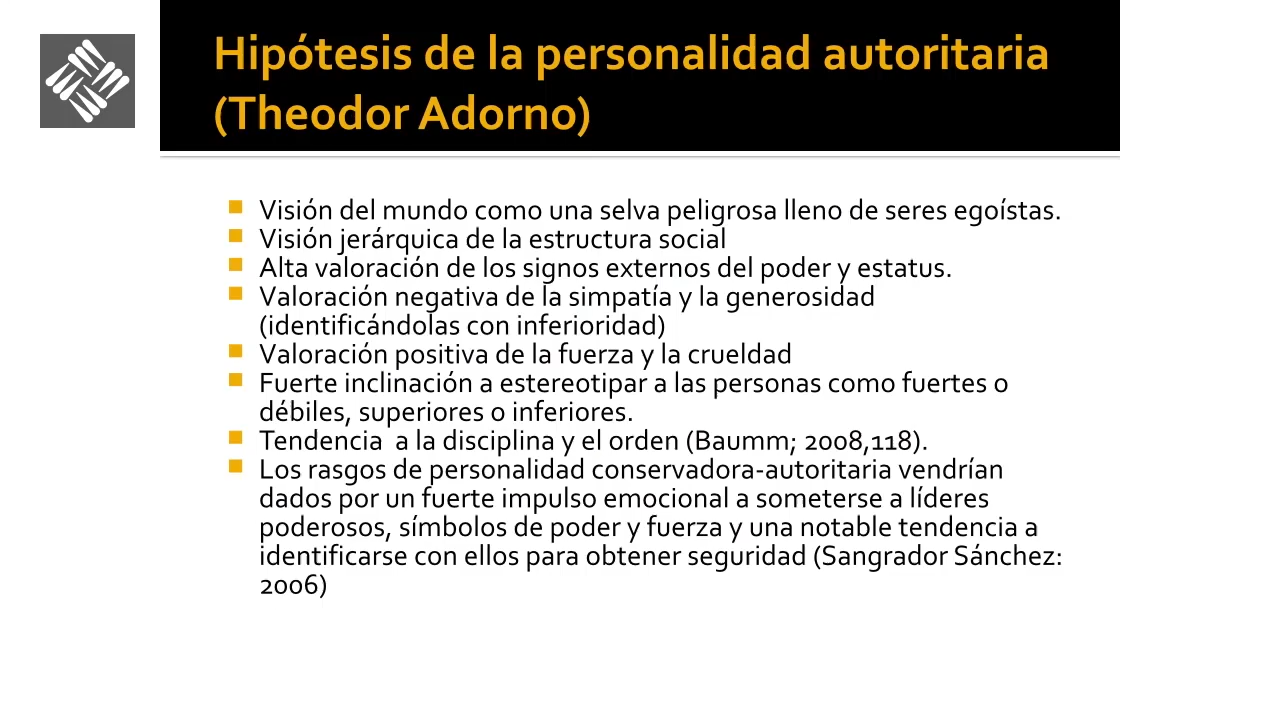 Hipótesis de la personalidad autoritaria
(Theodor Adorno)
Visión del mundo como una selva peligrosa lleno de seres egoístas.
Visión jerárquica de la estructura social
Alta valoración de los signos externos del poder y estatus.
Valoración negativa de la simpatía y la generosidad
(identificándolas con inferioridad)
Valoración positiva de la fuerza y la crueldad
Fuerte inclinación a estereotipar a las personas como fuertes o
débiles, superiores o inferiores.
Tendencia  a la disciplina y el orden (Baumm; 2008,118).
Los rasgos de personalidad conservadora-autoritaria vendrían
dados por un fuerte impulso emocional a someterse a líderes
poderosos, símbolos de poder y fuerza y una notable tendencia a
identificarse con ellos para obtener seguridad (Sangrador Sánchez:
2006)